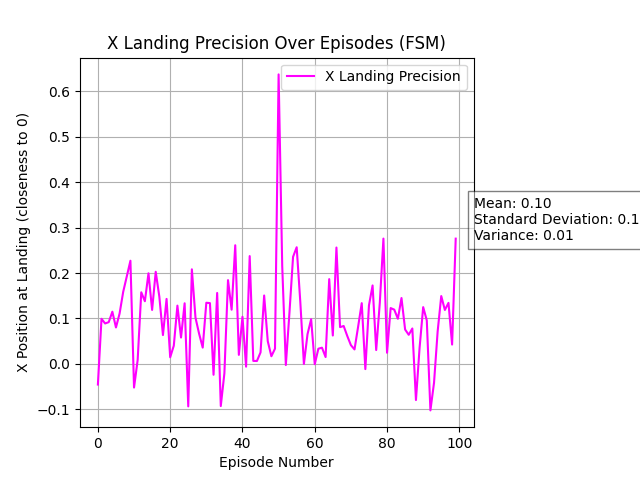 X Landing Precision Over Episodes (FSM)
X Landing Precision
0.6
0.5
0.4
0.3
0.2
0.1
0.0
−0.1
X Position at Landing (closeness to 0)
0
20
40
60
80
100
Episode Number
Mean: 0.10
Standard Deviation: 0.1
Variance: 0.01